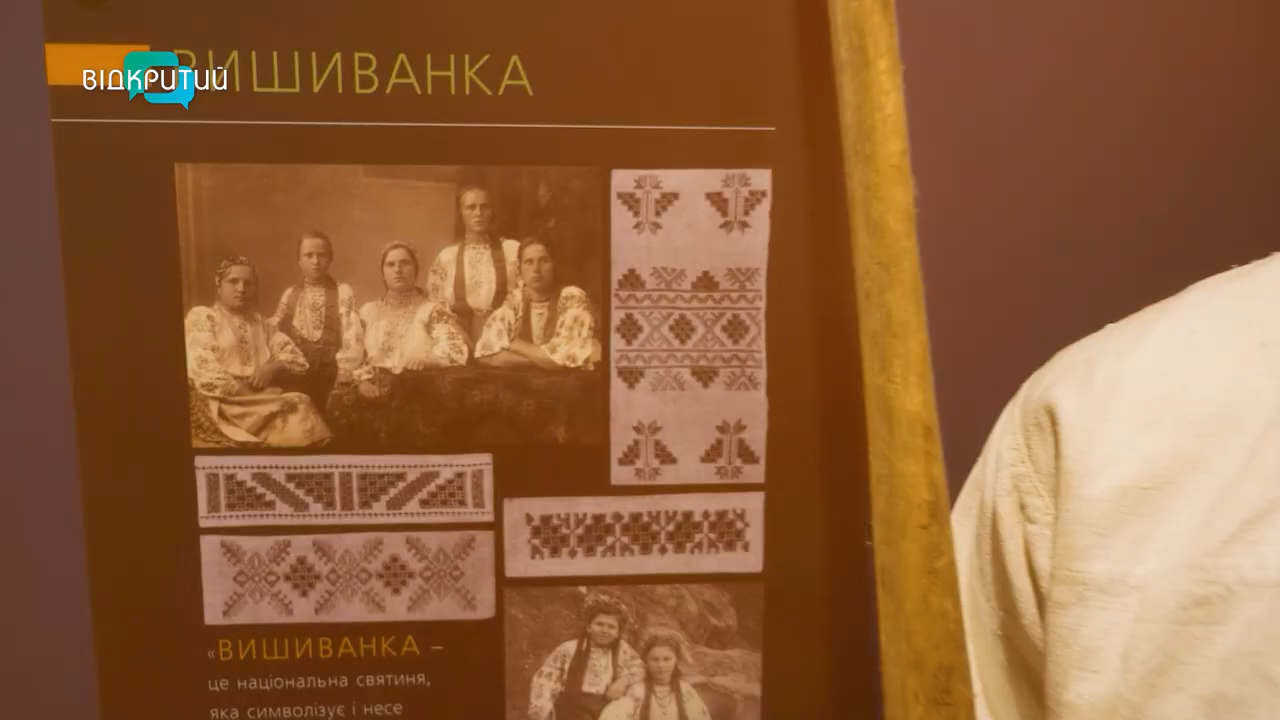 ВІДКРИТИЙ
ВИШИВАНКА
«ВИШИВАНКА –
це національна святиня,
яка символізує і несе